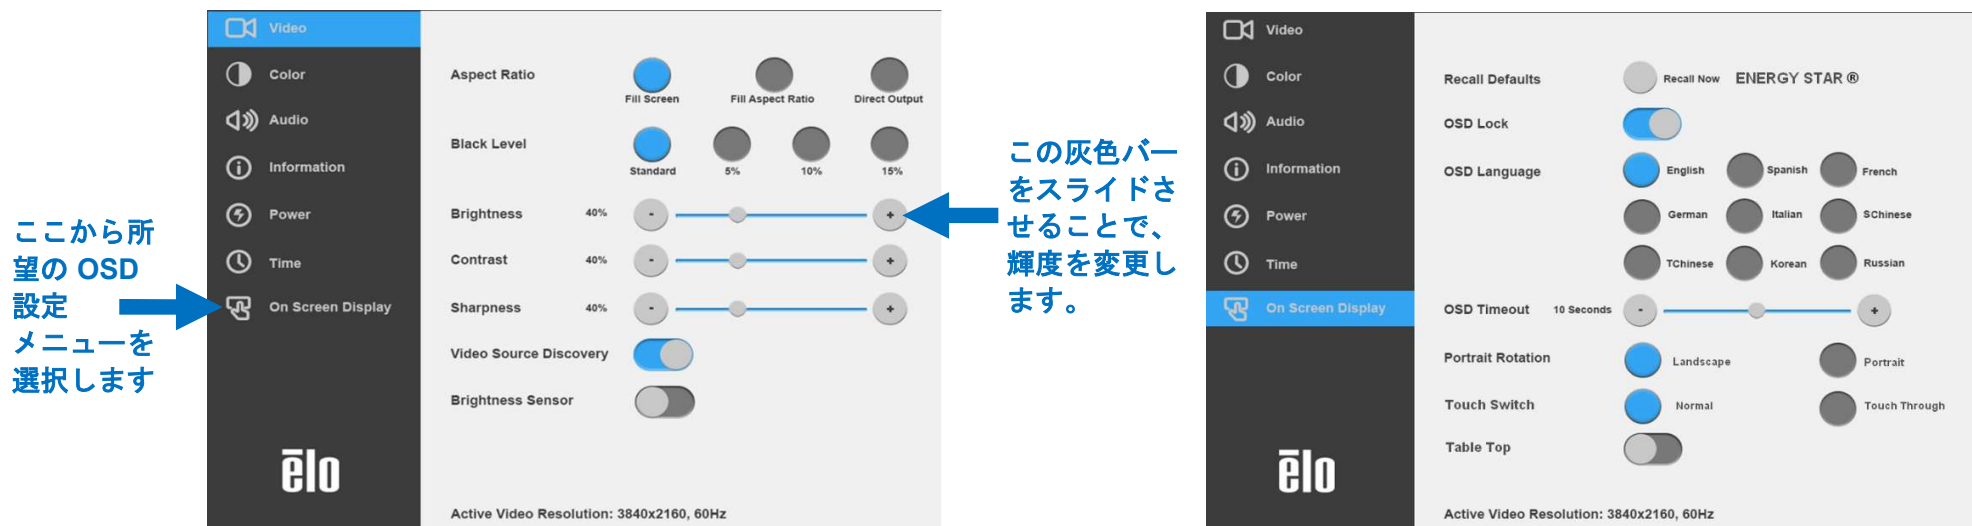 ここから所
望の OSD
設定
メニューを
選択します
Video
Color
Audio
Information
Power
Time
On Screen Display
ēlo
Aspect Ratio
Fill Screen Fill Aspect Ratio Direct Output
Black Level
Standard 5% 10% 15%
Brightness 40% - +
Contrast 40% - +
Sharpness 40% - +
Video Source Discovery
Brightness Sensor
Active Video Resolution: 3840x2160, 60Hz
この灰色バー
をスライドさ
せることで、
輝度を変更し
ます。
Video
Color
Audio
Information
Power
Time
On Screen Display
ēlo
Recall Defaults Recall Now ENERGY STAR ®
OSD Lock
OSD Language English Spanish French
German Italian SChinese
TChinese Korean Russian
OSD Timeout 10 Seconds - +
Portrait Rotation Landscape Portrait
Touch Switch Normal Touch Through
Table Top
Active Video Resolution: 3840x2160, 60Hz